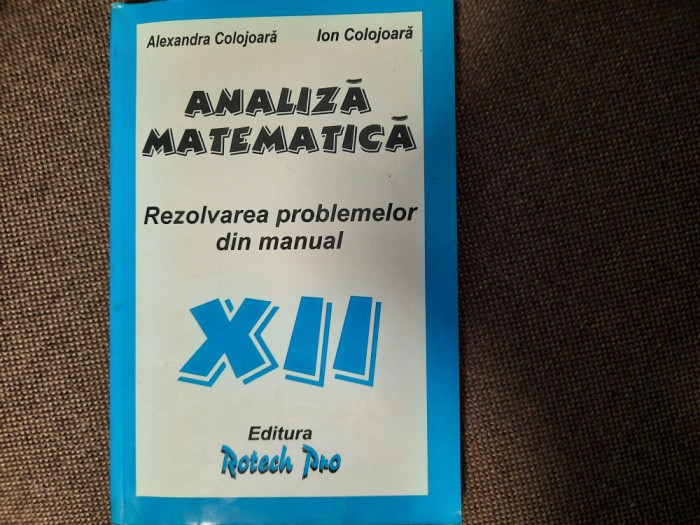 Alexandra Colojoară Ion Colojoară
ANALIZĂ
MATEMATICĂ
Rezolvarea problemelor
din manual
XII
Editura
Rotech Pro